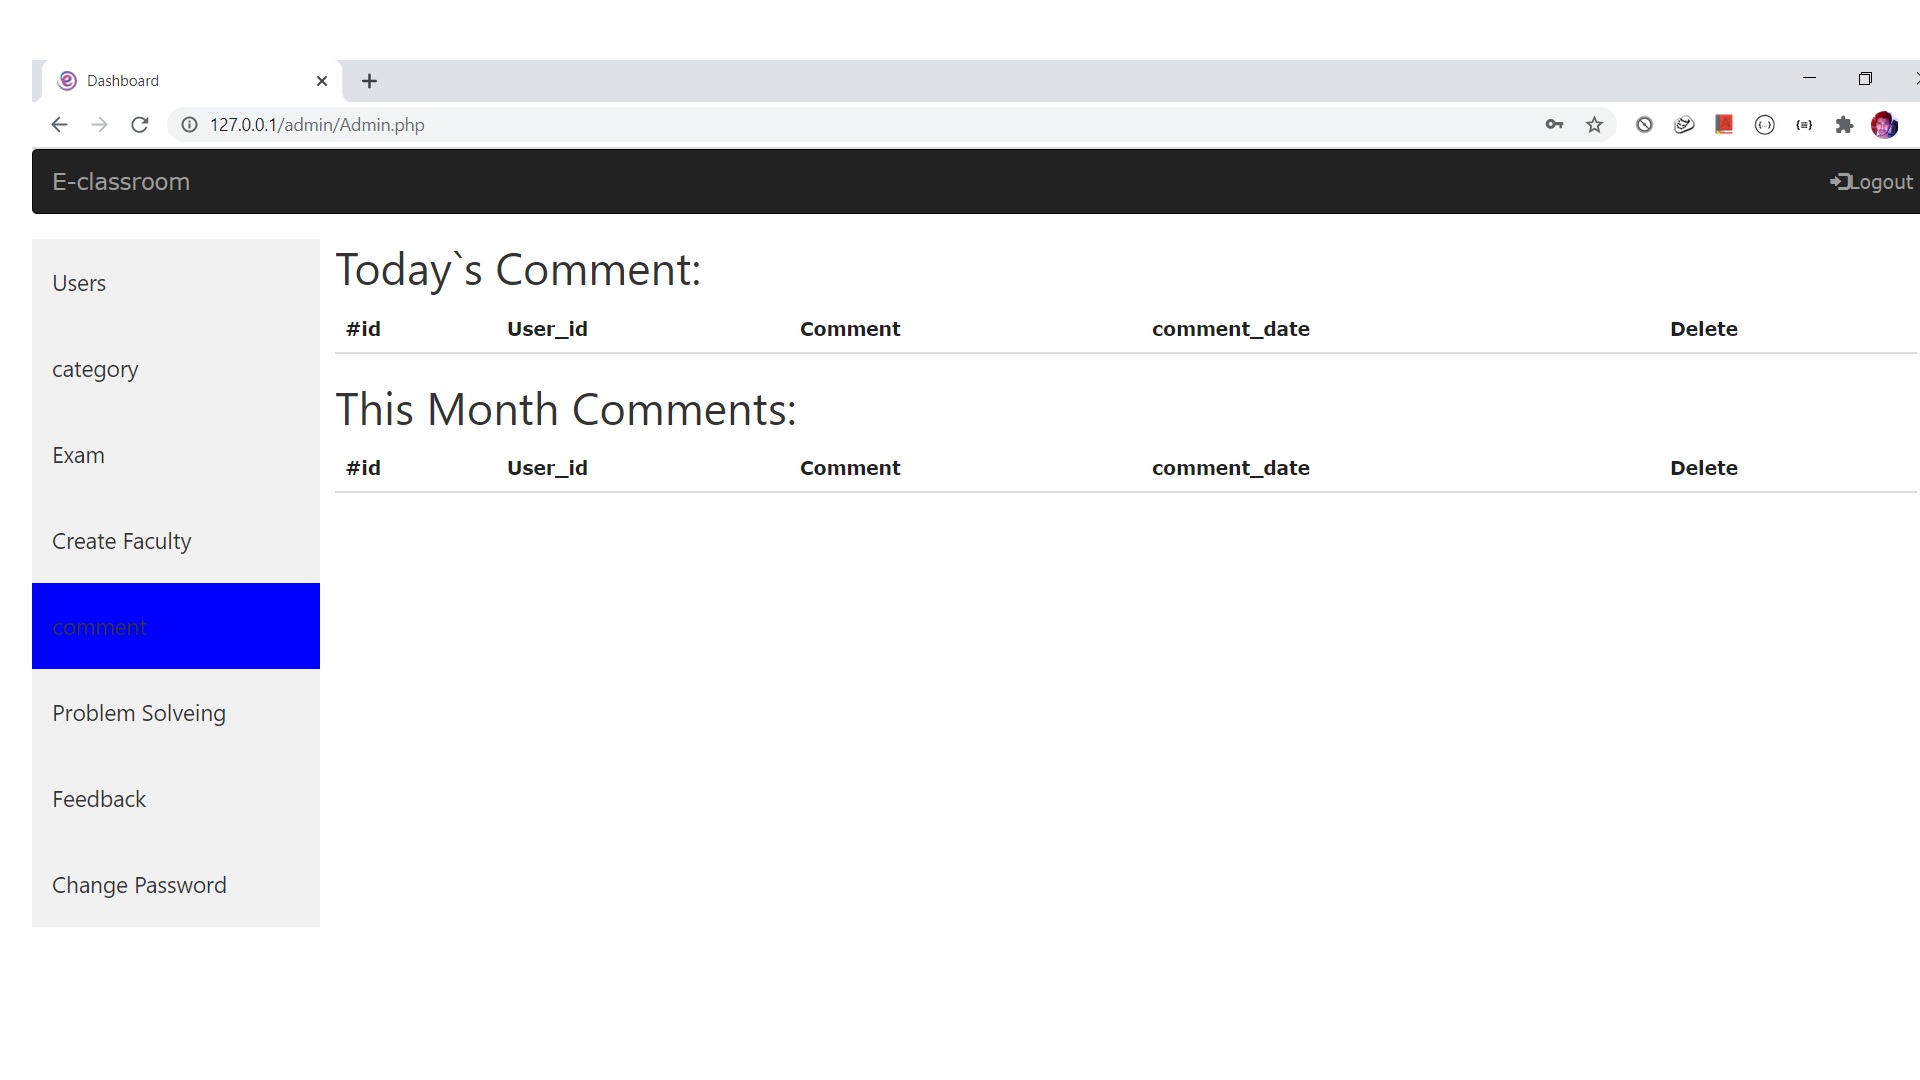 Dashboard
127.0.0.1/admin/Admin.php
E-classroom
Logout
Users
category
Exam
Create Faculty
comment
Problem Solveing
Feedback
Change Password
Today`s Comment:
#id User_id Comment comment_date Delete
This Month Comments:
#id User_id Comment comment_date Delete